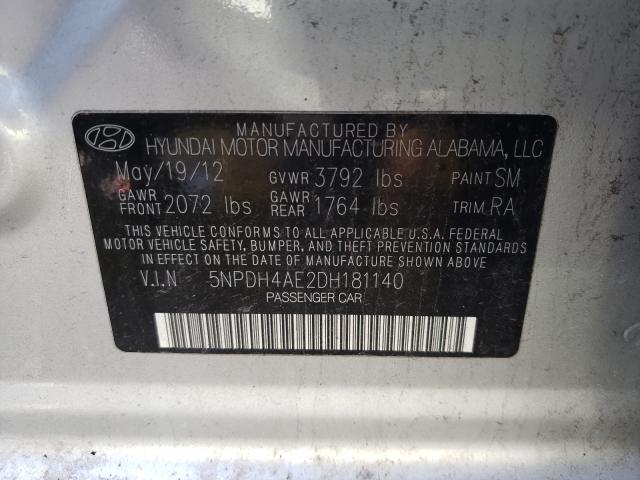 MANUFACTURED BY
HYUNDAI MOTOR MANUFACTURING ALABAMA, LLC
May/19/12 GVWR 3792 lbs PAINT SM
GAWR FRONT 2072 lbs GAWR REAR 1764 lbs TRIM RA
THIS VEHICLE CONFORMS TO ALL APPLICABLE U.S.A. FEDERAL
MOTOR VEHICLE SAFETY, BUMPER, AND THEFT PREVENTION STANDARDS
IN EFFECT ON THE DATE OF MANUFACTURE SHOWN ABOVE.
V.I.N 5NPDH4AE2DH181140
PASSENGER CAR